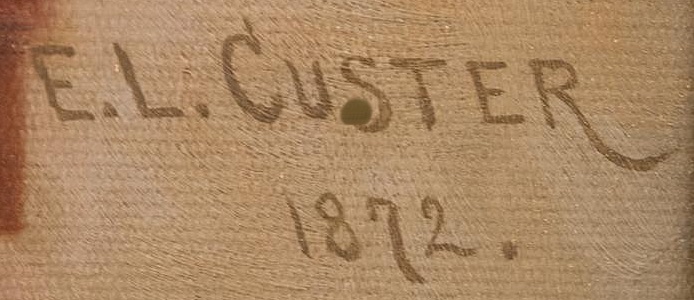 E. L. CUSTER
1872.